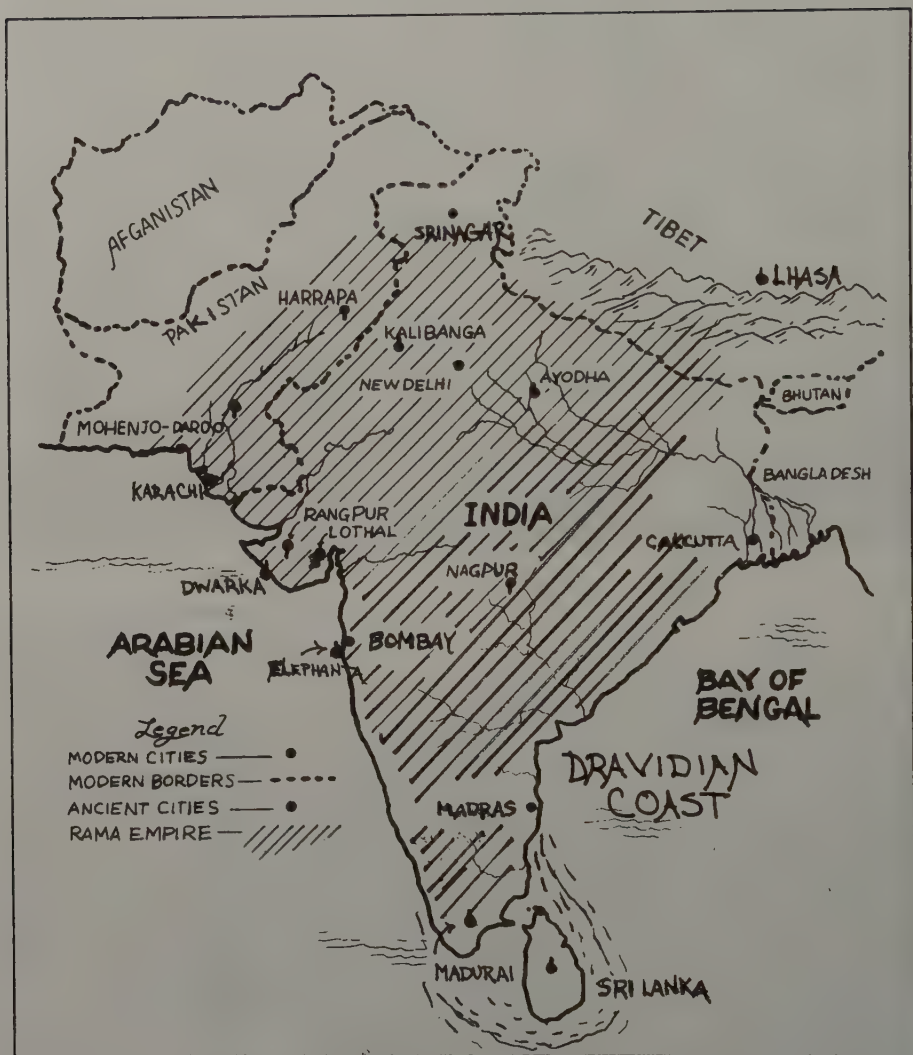 AFGANISTAN
PAKISTAN
SRINAGAR
TIBET
LHASA
HARRAPA
KALIBANGA
NEW DELHI
AYODHA
BHUTAN
MOHENJO-DAROO
KARACHI
BANGLADESH
RANGPUR
LOTHAL
INDIA
CALKCUTTA
NAGPUR
DWARKA
ARABIAN
SEA
BOMBAY
ELEPHANTA
BAY OF
BENGAL
Legend
MODERN CITIES
MODERN BORDERS
ANCIENT CITIES
RAMA EMPIRE
DRAVIDIAN
COAST
MADRAS
MADURAI
SRI LANKA